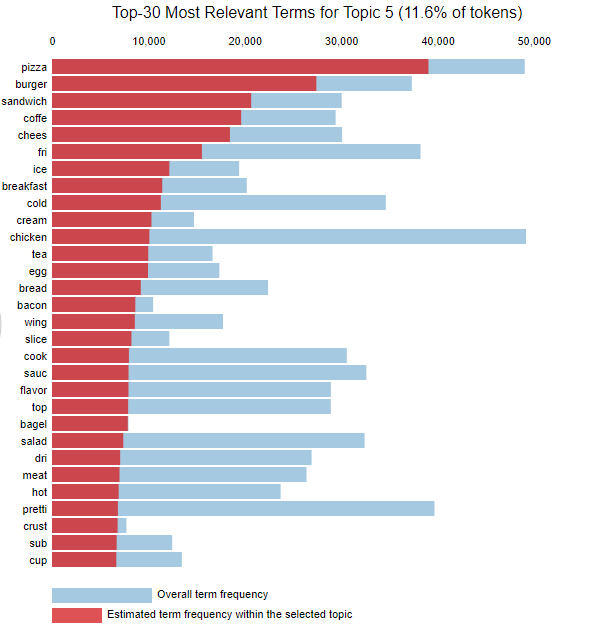 Top-30 Most Relevant Terms for Topic 5 (11.6% of tokens)
0 10,000 20,000 30,000 40,000 50,000
pizza
burger
sandwich
coffe
chees
fri
ice
breakfast
cold
cream
chicken
tea
egg
bread
bacon
wing
slice
cook
sauc
flavor
top
bagel
salad
dri
meat
hot
pretti
crust
sub
cup
Overall term frequency
Estimated term frequency within the selected topic